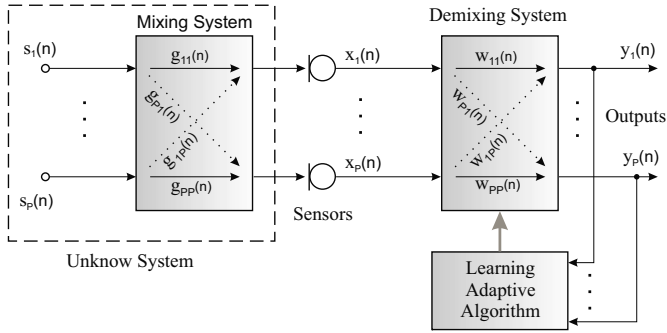 Mixing System
Demixing System
s1(n)
g11(n)
x1(n)
w11(n)
y1(n)
gP1(n)
g1P(n)
wP1(n)
w1P(n)
Outputs
sP(n)
gPP(n)
xP(n)
wPP(n)
yP(n)
Sensors
Unknow System
Learning
Adaptive
Algorithm